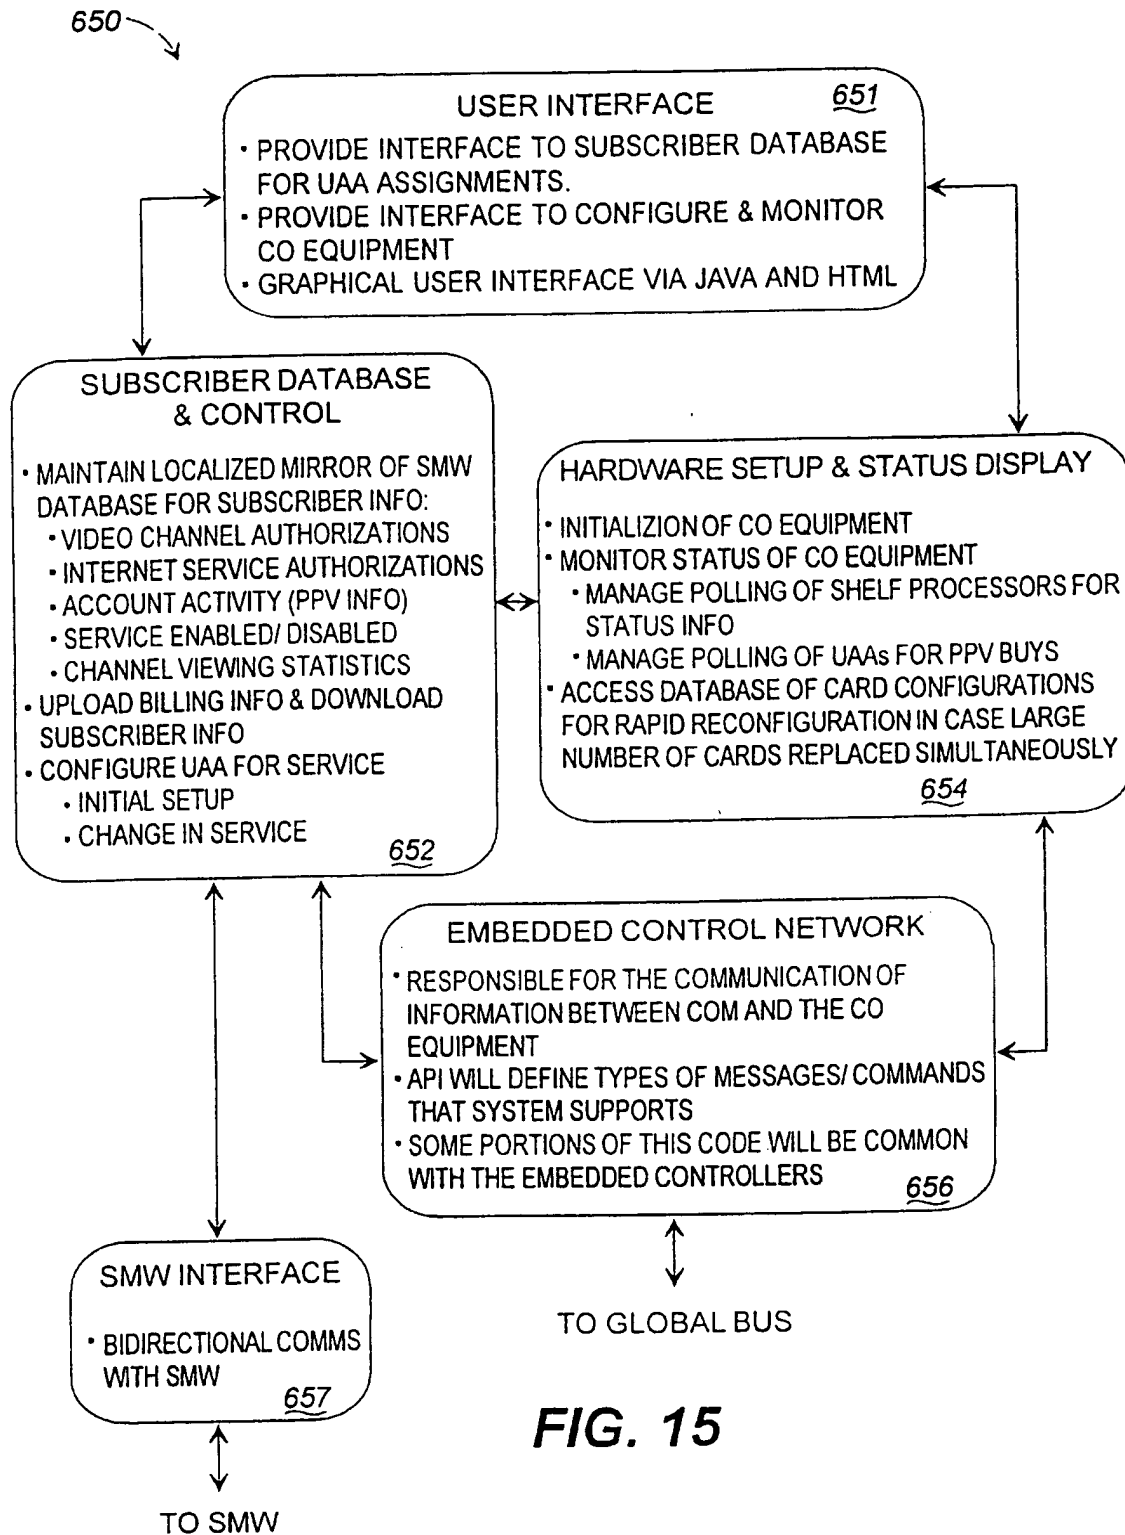 650
USER INTERFACE 651
• PROVIDE INTERFACE TO SUBSCRIBER DATABASE
FOR UAA ASSIGNMENTS.
• PROVIDE INTERFACE TO CONFIGURE & MONITOR
CO EQUIPMENT
• GRAPHICAL USER INTERFACE VIA JAVA AND HTML
SUBSCRIBER DATABASE
& CONTROL
• MAINTAIN LOCALIZED MIRROR OF SMW
DATABASE FOR SUBSCRIBER INFO:
• VIDEO CHANNEL AUTHORIZATIONS
• INTERNET SERVICE AUTHORIZATIONS
• ACCOUNT ACTIVITY (PPV INFO)
• SERVICE ENABLED/ DISABLED
• CHANNEL VIEWING STATISTICS
• UPLOAD BILLING INFO & DOWNLOAD
SUBSCRIBER INFO
• CONFIGURE UAA FOR SERVICE
• INITIAL SETUP
• CHANGE IN SERVICE
652
HARDWARE SETUP & STATUS DISPLAY
• INITIALIZION OF CO EQUIPMENT
• MONITOR STATUS OF CO EQUIPMENT
• MANAGE POLLING OF SHELF PROCESSORS FOR
STATUS INFO
• MANAGE POLLING OF UAAs FOR PPV BUYS
• ACCESS DATABASE OF CARD CONFIGURATIONS
FOR RAPID RECONFIGURATION IN CASE LARGE
NUMBER OF CARDS REPLACED SIMULTANEOUSLY
654
EMBEDDED CONTROL NETWORK
• RESPONSIBLE FOR THE COMMUNICATION OF
INFORMATION BETWEEN COM AND THE CO
EQUIPMENT
• API WILL DEFINE TYPES OF MESSAGES/ COMMANDS
THAT SYSTEM SUPPORTS
• SOME PORTIONS OF THIS CODE WILL BE COMMON
WITH THE EMBEDDED CONTROLLERS
656
SMW INTERFACE
• BIDIRECTIONAL COMMS
WITH SMW
657
TO GLOBAL BUS
FIG. 15
TO SMW